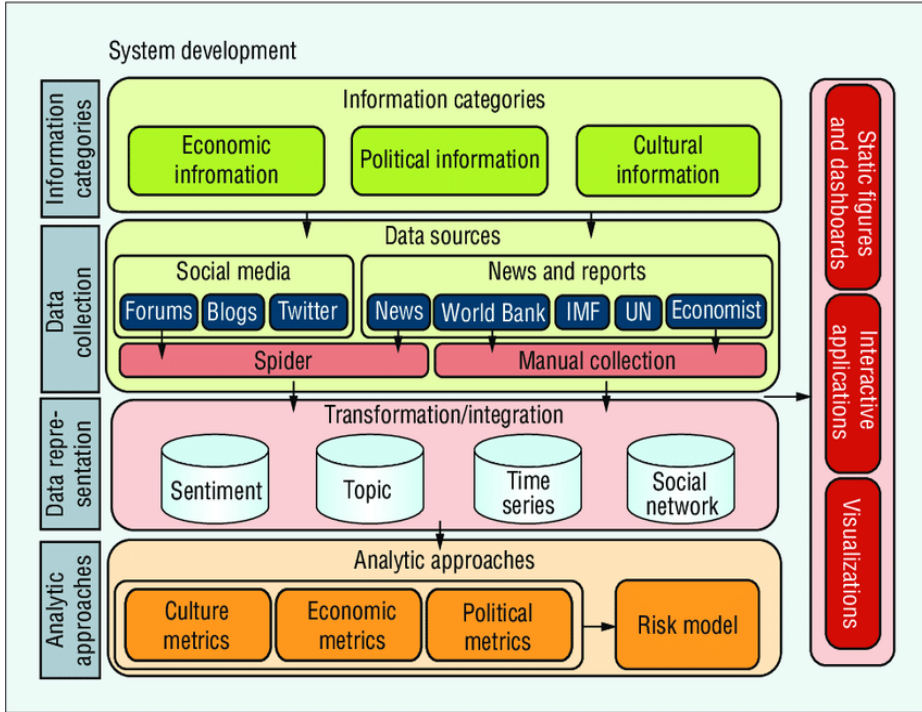 System development
Information
categories
Information categories
Economic
infromation
Political information
Cultural
information
Data
collection
Data sources
Social media
Forums
Blogs
Twitter
News and reports
News
World Bank
IMF
UN
Economist
Spider
Manual collection
Data repre-
sentation
Transformation/integration
Sentiment
Topic
Time
series
Social
network
Analytic
approaches
Analytic approaches
Culture
metrics
Economic
metrics
Political
metrics
Risk model
Static figures
and dashboards
Interactive
applications
Visualizations